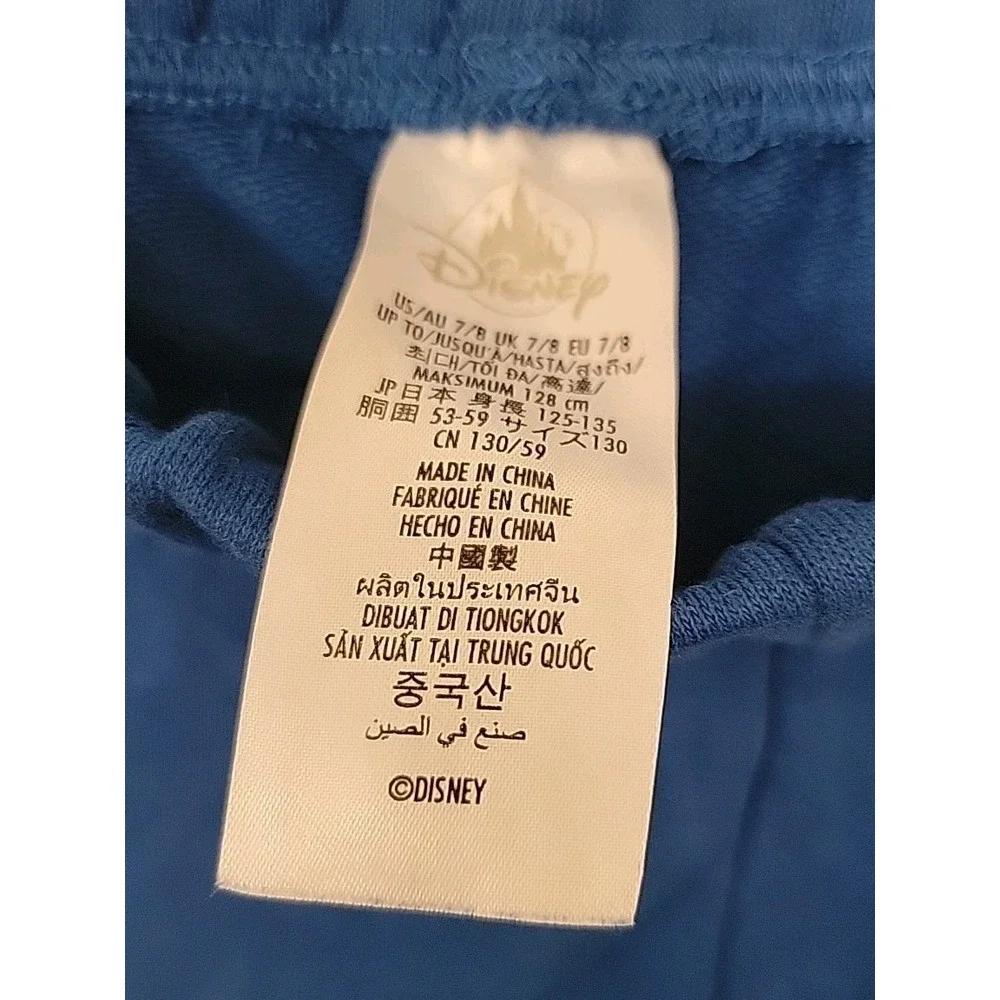 Disney
US/AU 7/8 UK 7/8 EU 7/8
UP TO/JUSQU'À/HASTA/สูงถึง/
최대/TỐI ĐA/高達/
MAKSIMUM 128 cm
JP日本 身長 125-135
胴囲 53-59 サイズ130
CN 130/59
MADE IN CHINA
FABRIQUÉ EN CHINE
HECHO EN CHINA
中國製
ผลิตในประเทศจีน
DIBUAT DI TIONGKOK
SẢN XUẤT TẠI TRUNG QUỐC
중국산
صنع في الصين
©DISNEY